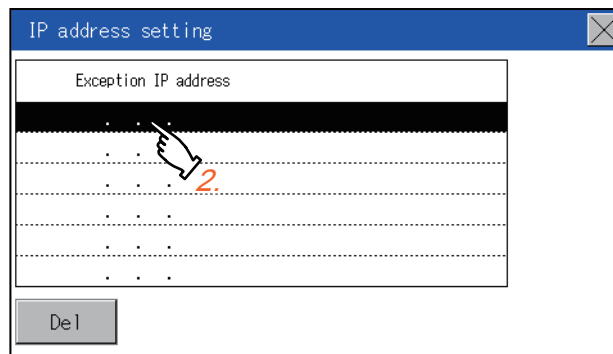 IP address setting
Exception IP address
. . .
. . .
2.
. . .
. . .
. . .
. . .
Del